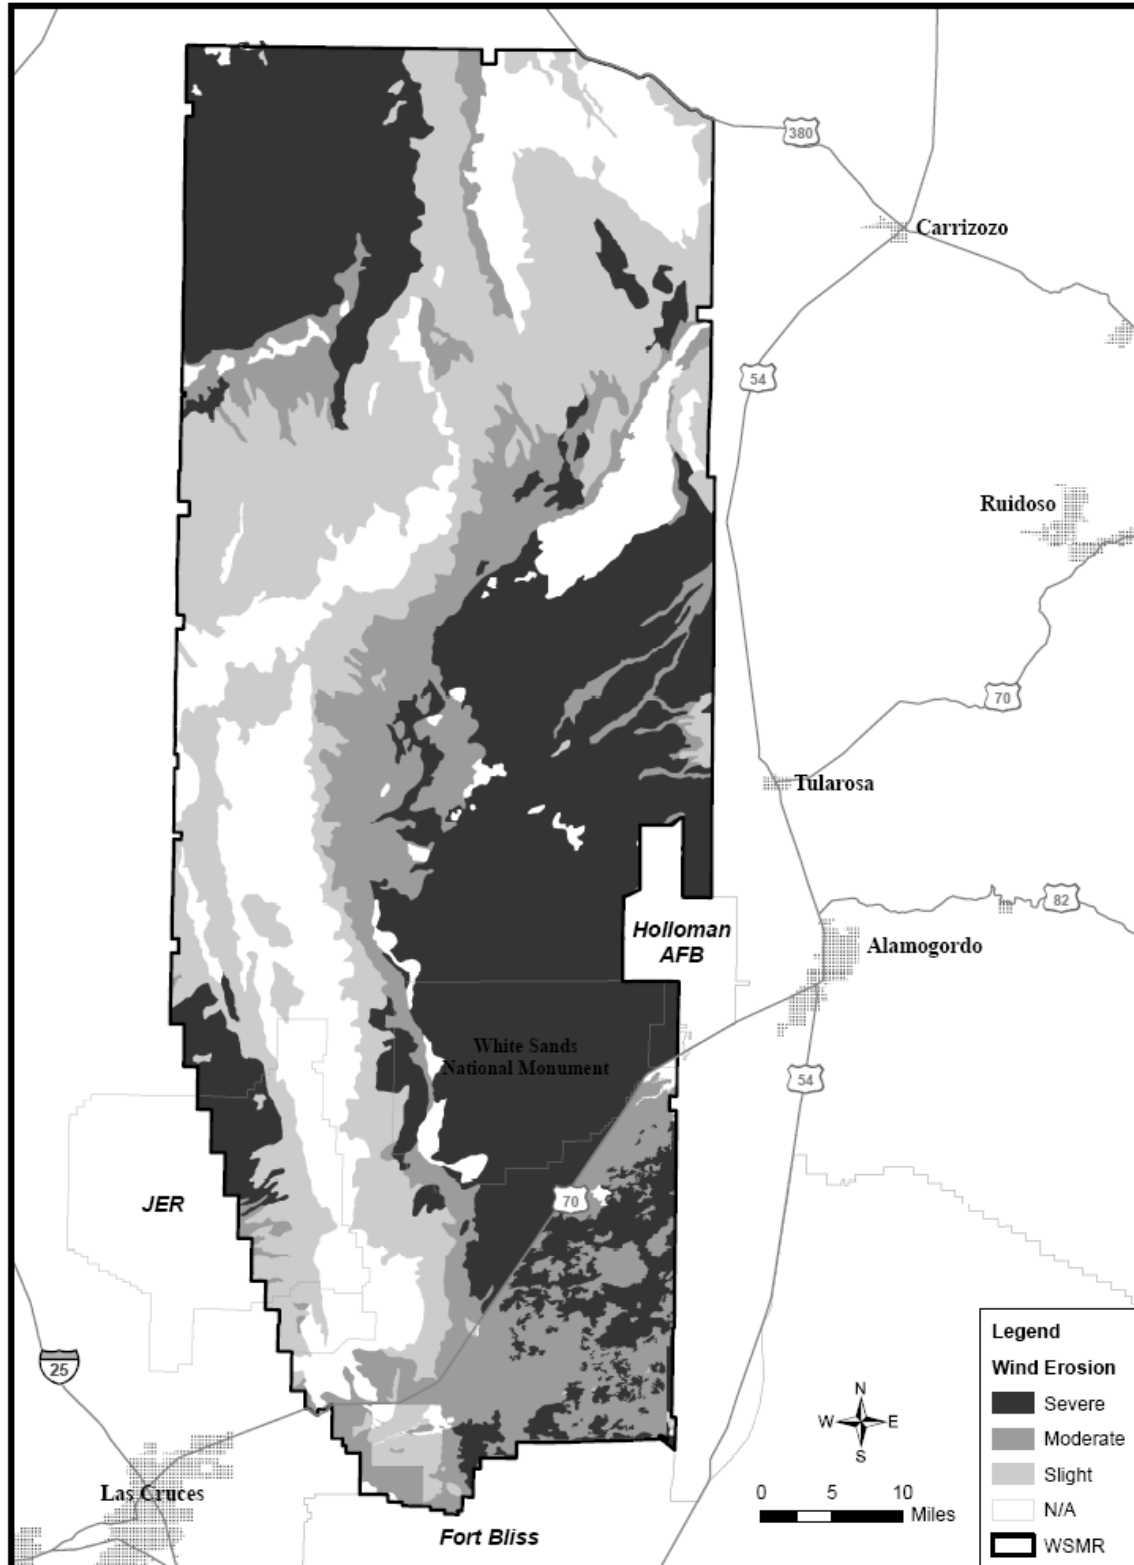 380
Carrizozo
54
Ruidoso
70
Tularosa
82
Holloman
AFB
Alamogordo
White Sands
National Monument
54
JER
70
25
Las Cruces
Fort Bliss
N
W
E
S
0
5
10
Miles
Legend
Wind Erosion
Severe
Moderate
Slight
N/A
WSMR